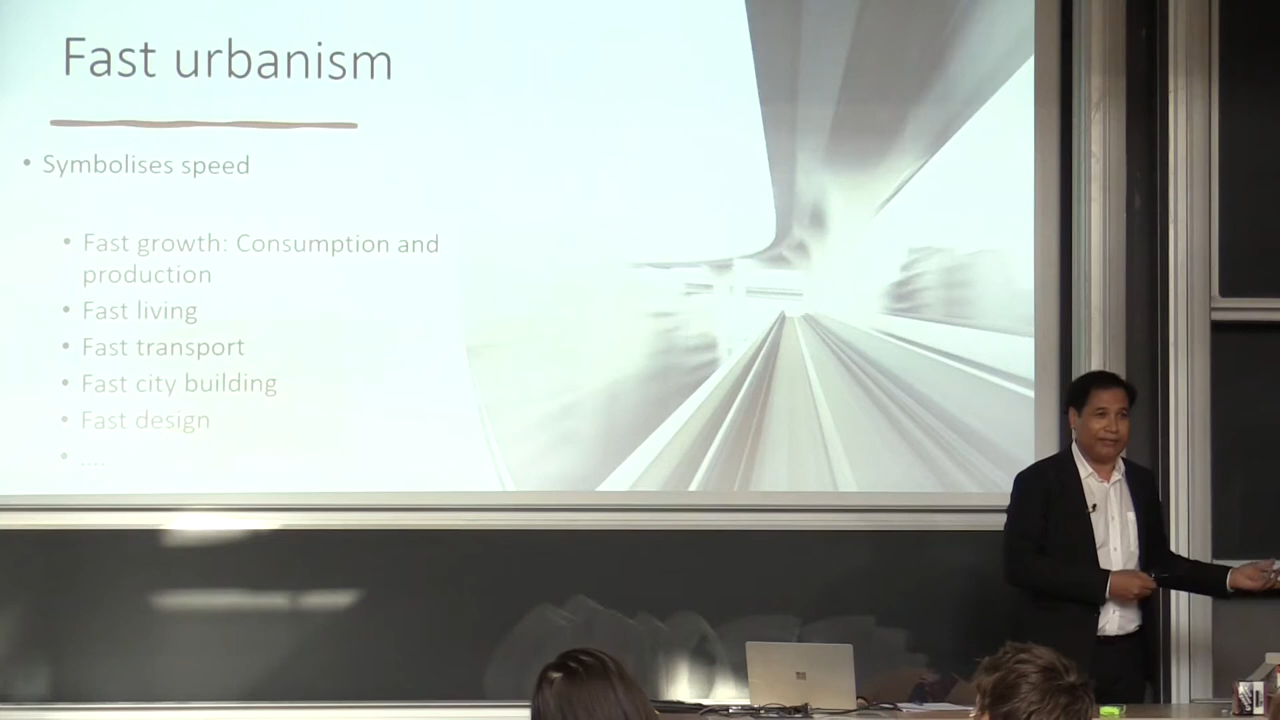 Fast urbanism
• Symbolises speed
• Fast growth: Consumption and
production
• Fast living
• Fast transport
• Fast city building
• Fast design
• ....